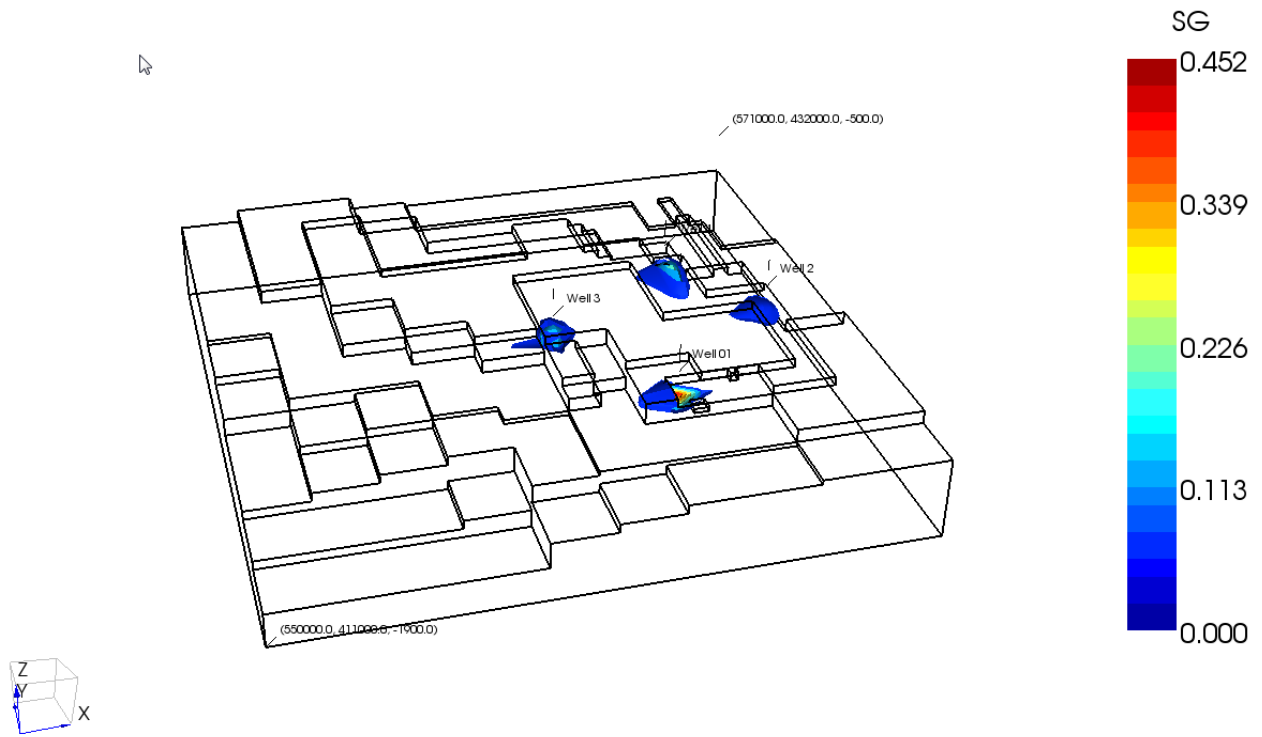 SG
0.452
(571000.0, 432000.0, -500.0)
0.339
Well 2
Well 3
0.226
Well 01
0.113
(550000.0, 411000.0, -1900.0)
0.000
Z
Y
X